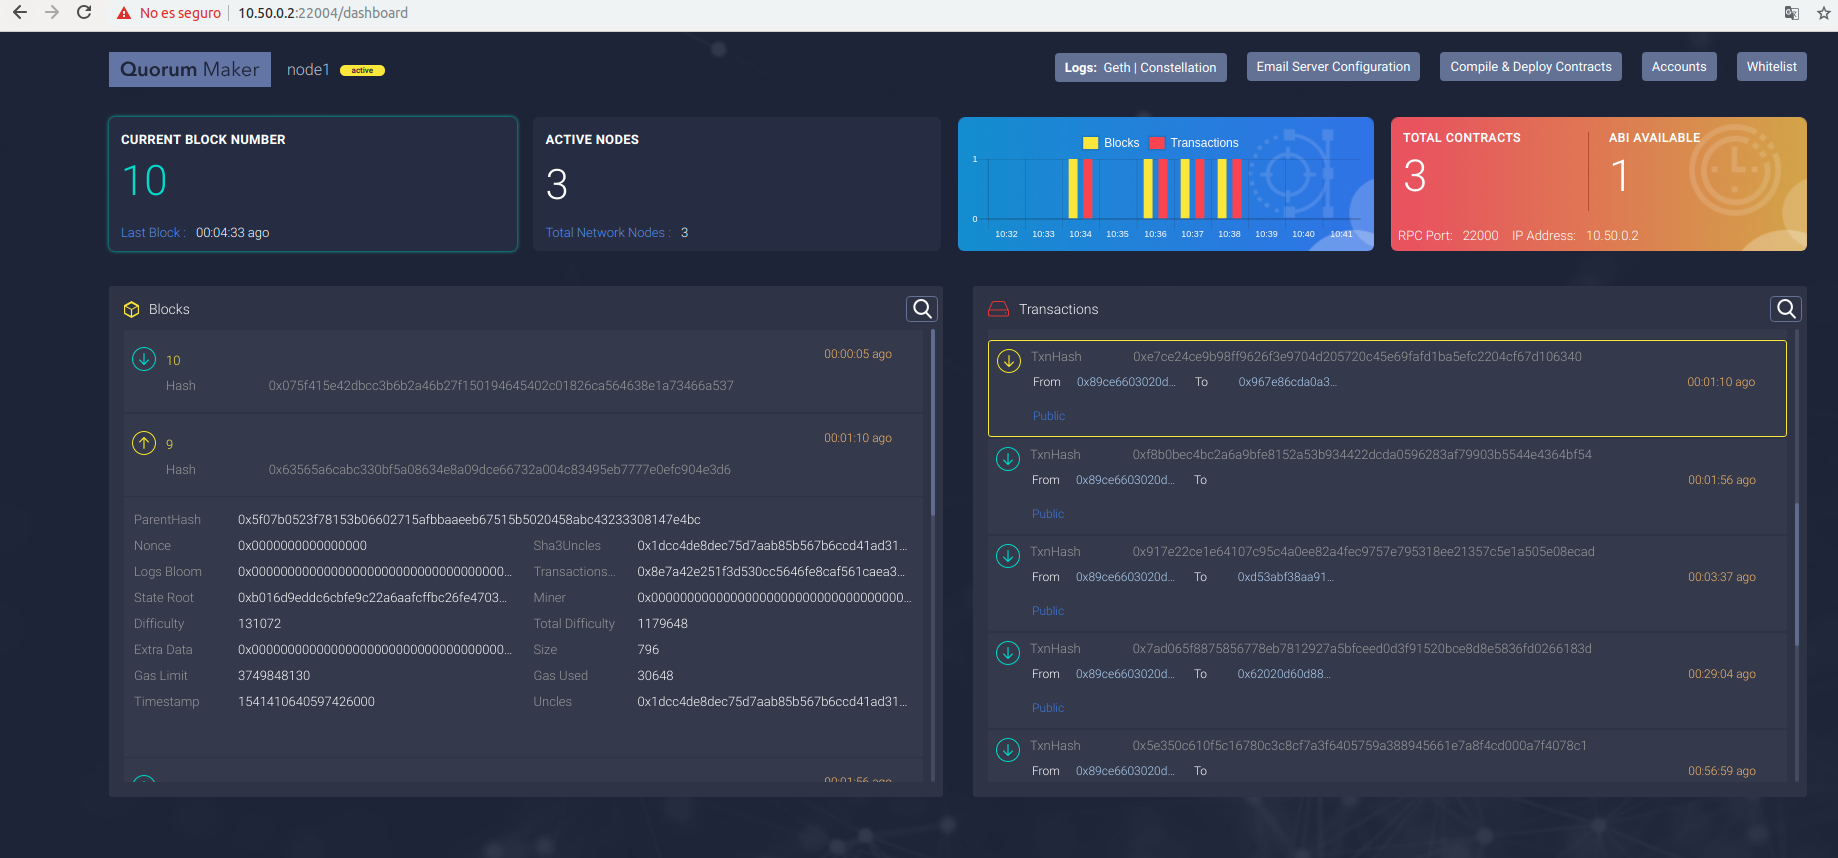 No es seguro 10.50.0.2:22004/dashboard
Quorum Maker node1 active
Logs: Geth | Constellation Email Server Configuration Compile & Deploy Contracts Accounts Whitelist
CURRENT BLOCK NUMBER
10
Last Block : 00:04:33 ago
ACTIVE NODES
3
Total Network Nodes : 3
Blocks Transactions
1
0
10:32 10:33 10:34 10:35 10:36 10:37 10:38 10:39 10:40 10:41
TOTAL CONTRACTS ABI AVAILABLE
3 1
RPC Port: 22000 IP Address: 10.50.0.2
Blocks
10 00:00:05 ago
Hash 0x075f415e42dbcc3b6b2a46b27f150194645402c01826ca564638e1a73466a537
9 00:01:10 ago
Hash 0x63565a6cabc330bf5a08634e8a09dce66732a004c83495eb7777e0efc904e3d6
ParentHash 0x5f07b0523f78153b06602715afbbaaeeb67515b5020458abc43233308147e4bc
Nonce 0x0000000000000000 Sha3Uncles 0x1dcc4de8dec75d7aab85b567b6ccd41ad31...
Logs Bloom 0x000000000000000000000000000000000... Transactions... 0x8e7a42e251f3d530cc5646fe8caf561caea3...
State Root 0xb016d9eddc6cbfe9c22a6aafcffbc26fe4703... Miner 0x000000000000000000000000000000000...
Difficulty 131072 Total Difficulty 1179648
Extra Data 0x000000000000000000000000000000000... Size 796
Gas Limit 3749848130 Gas Used 30648
Timestamp 1541410640597426000 Uncles 0x1dcc4de8dec75d7aab85b567b6ccd41ad31...
00:01:56 ago
Transactions
TxnHash 0xe7ce24ce9b98ff9626f3e9704d205720c45e69fafd1ba5efc2204cf67d106340
From 0x89ce6603020d... To 0x967e86cda0a3... 00:01:10 ago
Public
TxnHash 0xf8b0bec4bc2a6a9bfe8152a53b934422dcda0596283af79903b5544e4364bf54
From 0x89ce6603020d... To 00:01:56 ago
Public
TxnHash 0x917e22ce1e64107c95c4a0ee82a4fec9757e795318ee21357c5e1a505e08ecad
From 0x89ce6603020d... To 0xd53abf38aa91... 00:03:37 ago
Public
TxnHash 0x7ad065f8875856778eb7812927a5bfceed0d3f91520bce8d8e5836fd0266183d
From 0x89ce6603020d... To 0x62020d60d88... 00:29:04 ago
Public
TxnHash 0x5e350c610f5c16780c3c8cf7a3f6405759a388945661e7a8f4cd000a7f4078c1
From 0x89ce6603020d... To 00:56:59 ago